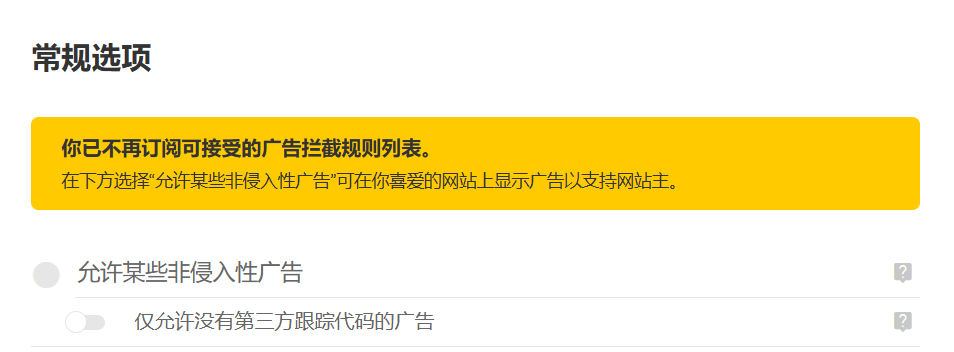 常规选项
你已不再订阅可接受的广告拦截规则列表。
在下方选择“允许某些非侵入性广告”可在你喜爱的网站上显示广告以支持网站主。
允许某些非侵入性广告
仅允许没有第三方跟踪代码的广告